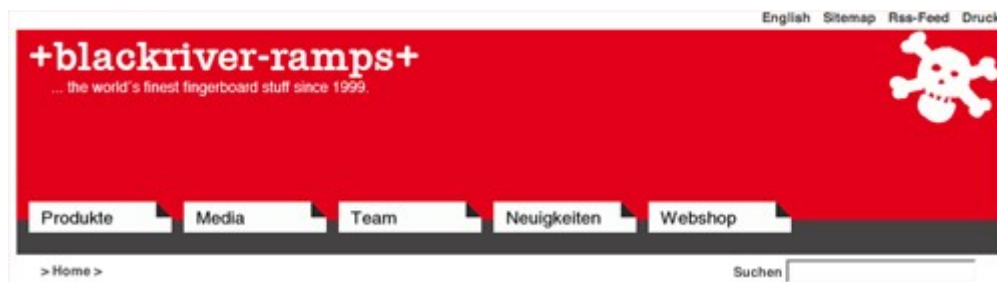 English Sitemap Rss-Feed Druck
+blackriver-ramps+
... the world's finest fingerboard stuff since 1999.
Produkte Media Team Neuigkeiten Webshop
> Home > Suchen